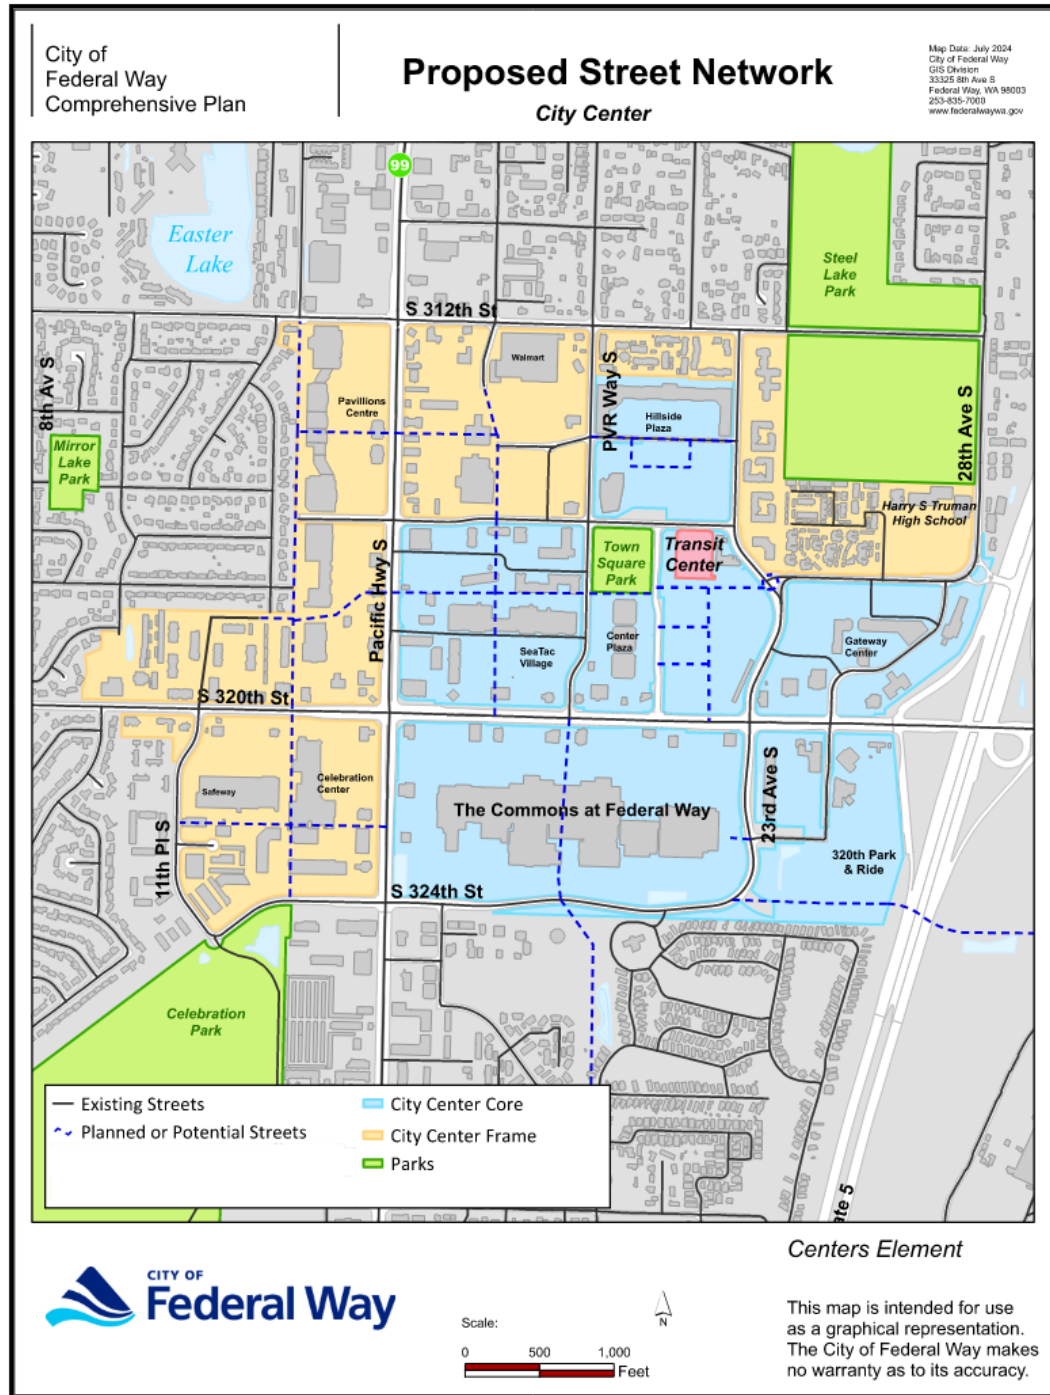 City of
Federal Way
Comprehensive Plan
Proposed Street Network
City Center
Map Date: July 2024
City of Federal Way
GIS Division
33325 8th Ave S
Federal Way, WA 98003
253-835-7000
www.federalwaywa.gov
99
Easter
Lake
Steel
Lake
Park
S 312th St
8th Av S
Walmart
PVR Way S
Pavillions
Centre
Hillside
Plaza
28th Ave S
Mirror
Lake
Park
Harry S Truman
High School
Pacific Hwy S
Town
Square
Park
Transit
Center
Center
Plaza
SeaTac
Village
Gateway
Center
S 320th St
Celebration
Center
Safeway
The Commons at Federal Way
23rd Ave S
11th Pl S
320th Park
& Ride
S 324th St
Celebration
Park
Existing Streets
Planned or Potential Streets
City Center Core
City Center Frame
Parks
ate 5
Centers Element
CITY OF
Federal Way
Scale:
0 500 1,000
Feet
N
This map is intended for use
as a graphical representation.
The City of Federal Way makes
no warranty as to its accuracy.